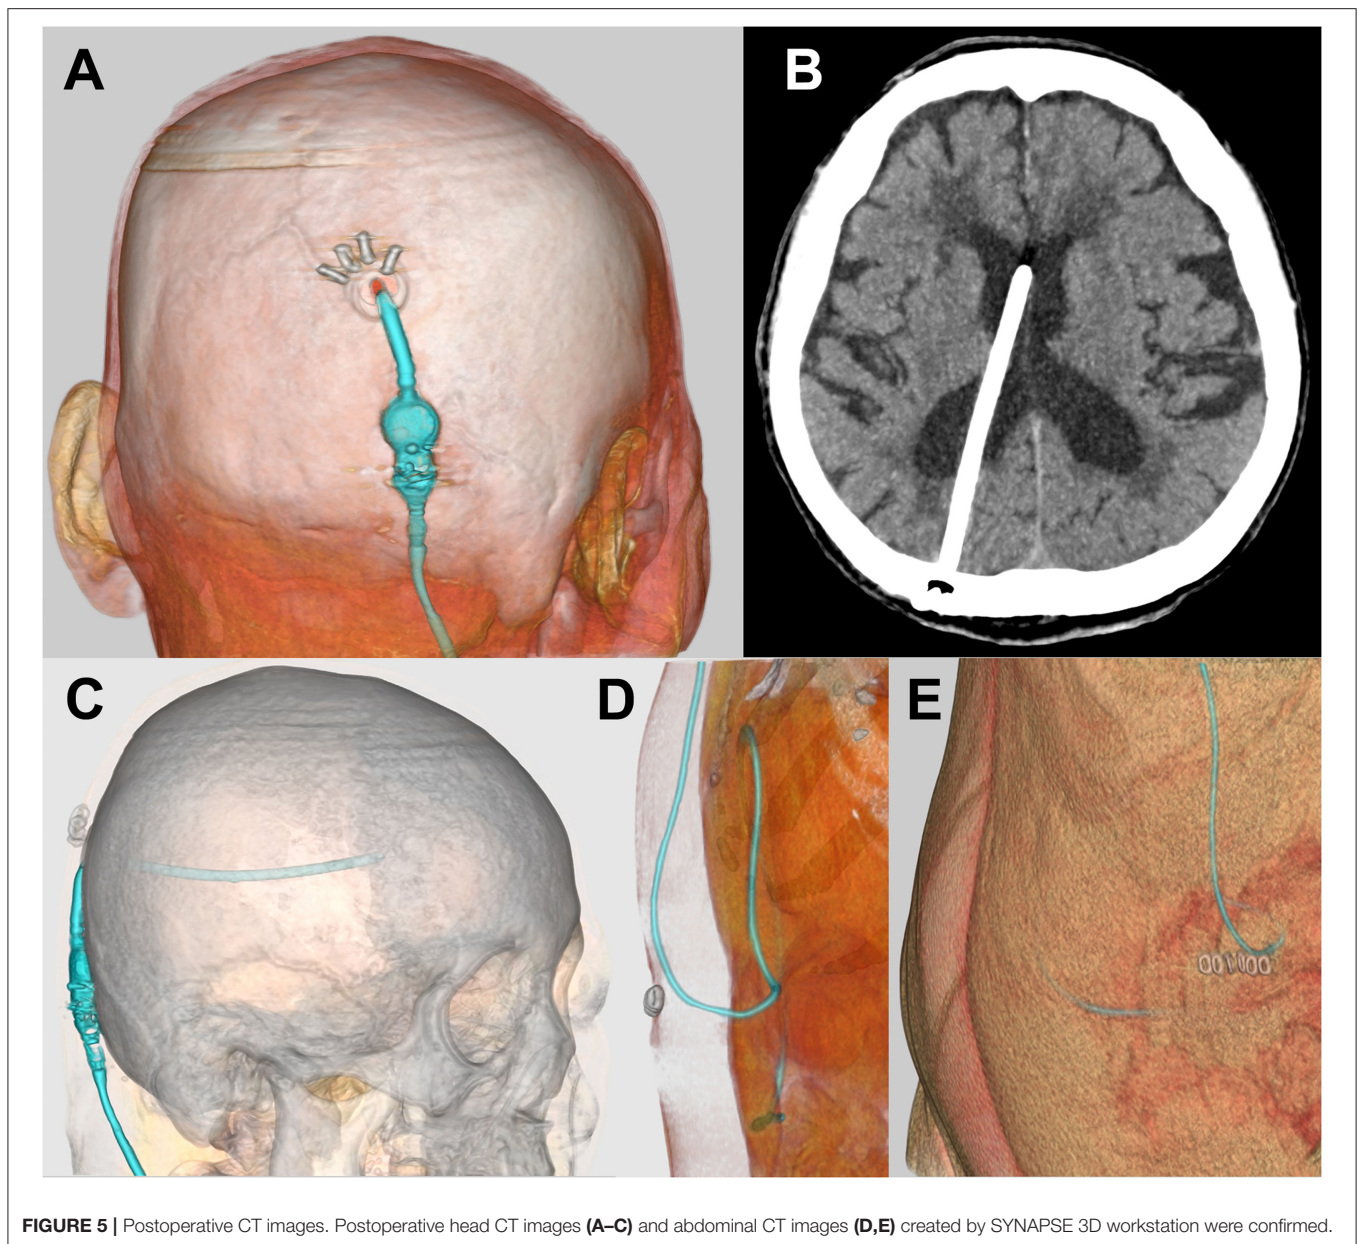 A
B
C
D
E
FIGURE 5 | Postoperative CT images. Postoperative head CT images (A–C) and abdominal CT images (D,E) created by SYNAPSE 3D workstation were confirmed.